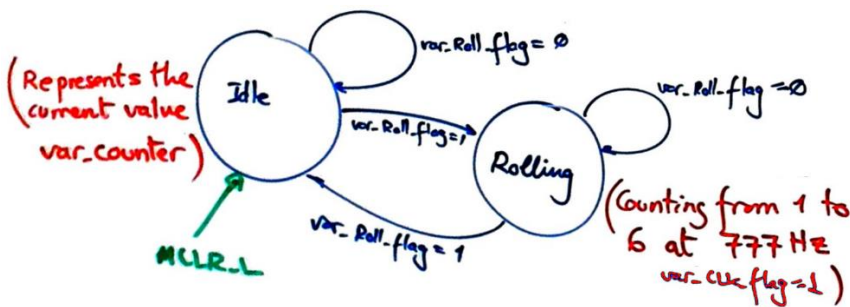 var_Roll_flag = 0
(Represents the
current value
var_counter)
Idle
var_Roll_flag = 0
var_Roll_flag = 1
Rolling
(Counting from 1 to
6 at 777 Hz
var_CLK_flag = 1)
var_Roll_flag = 1
MCLR_L